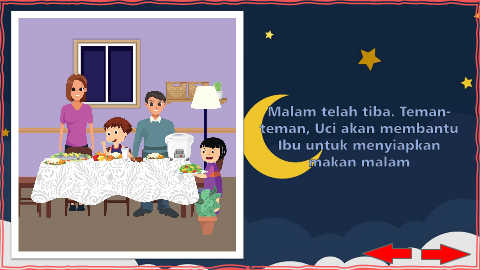 Malam telah tiba. Teman-
teman, Uci akan membantu
Ibu untuk menyiapkan
makan malam